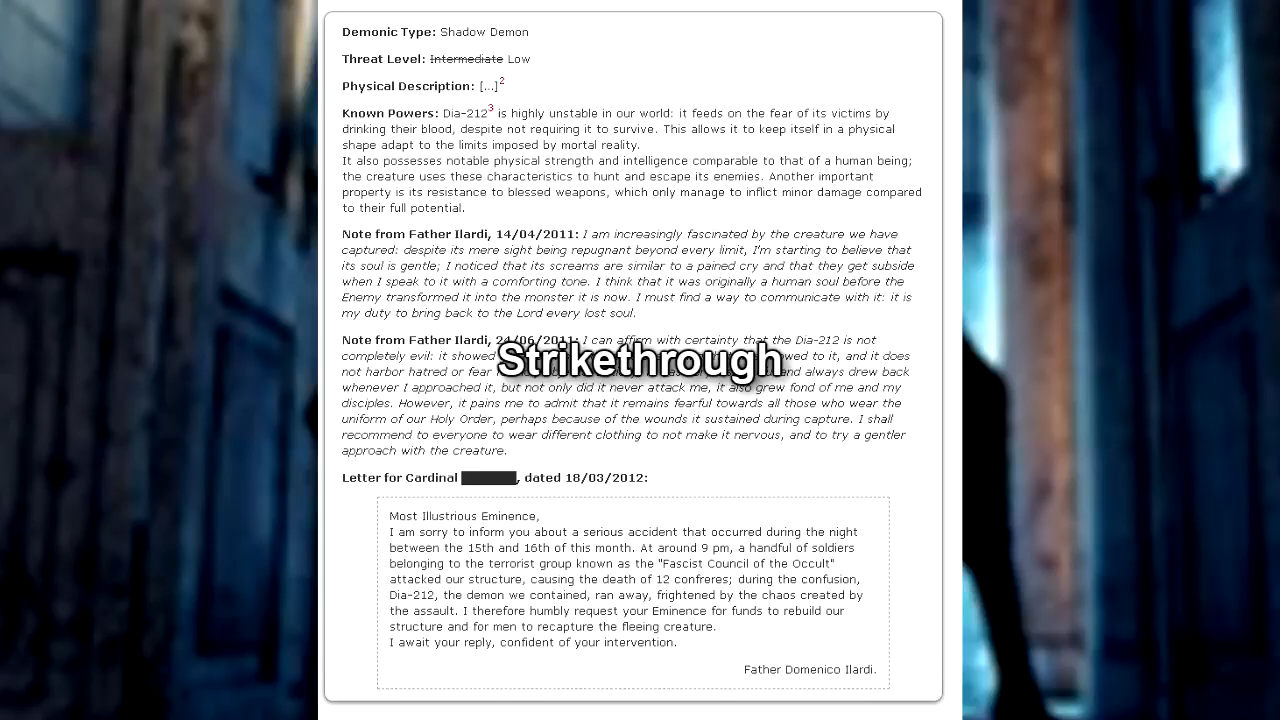 Demonic Type: Shadow Demon
Threat Level: Intermediate Low
Physical Description: [...]2
Known Powers: Dia-2123 is highly unstable in our world: it feeds on the fear of its victims by
drinking their blood, despite not requiring it to survive. This allows it to keep itself in a physical
shape adapt to the limits imposed by mortal reality.
It also possesses notable physical strength and intelligence comparable to that of a human being;
the creature uses these characteristics to hunt and escape its enemies. Another important
property is its resistance to blessed weapons, which only manage to inflict minor damage compared
to their full potential.
Note from Father Ilardi, 14/04/2011: I am increasingly fascinated by the creature we have
captured: despite its mere sight being repugnant beyond every limit, I'm starting to believe that
its soul is gentle; I noticed that its screams are similar to a pained cry and that they get subside
when I speak to it with a comforting tone. I think that it was originally a human soul before the
Enemy transformed it into the monster it is now. I must find a way to communicate with it: it is
my duty to bring back to the Lord every lost soul.
Note from Father Ilardi, 24/06/2011: I can affirm with certainty that the Dia-212 is not
completely evil: it showed to it, and it does
not harbor hatred or fear and always drew back
Strikethrough
whenever I approached it, but not only did it never attack me, it also grew fond of me and my
disciples. However, it pains me to admit that it remains fearful towards all those who wear the
uniform of our Holy Order, perhaps because of the wounds it sustained during capture. I shall
recommend to everyone to wear different clothing to not make it nervous, and to try a gentler
approach with the creature.
Letter for Cardinal , dated 18/03/2012:
Most Illustrious Eminence,
I am sorry to inform you about a serious accident that occurred during the night
between the 15th and 16th of this month. At around 9 pm, a handful of soldiers
belonging to the terrorist group known as the "Fascist Council of the Occult"
attacked our structure, causing the death of 12 confreres; during the confusion,
Dia-212, the demon we contained, ran away, frightened by the chaos created by
the assault. I therefore humbly request your Eminence for funds to rebuild our
structure and for men to recapture the fleeing creature.
I await your reply, confident of your intervention.
Father Domenico Ilardi.